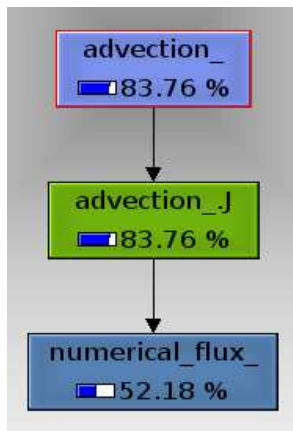 advection_
83.76 %
advection_.J
83.76 %
numerical_flux_
52.18 %